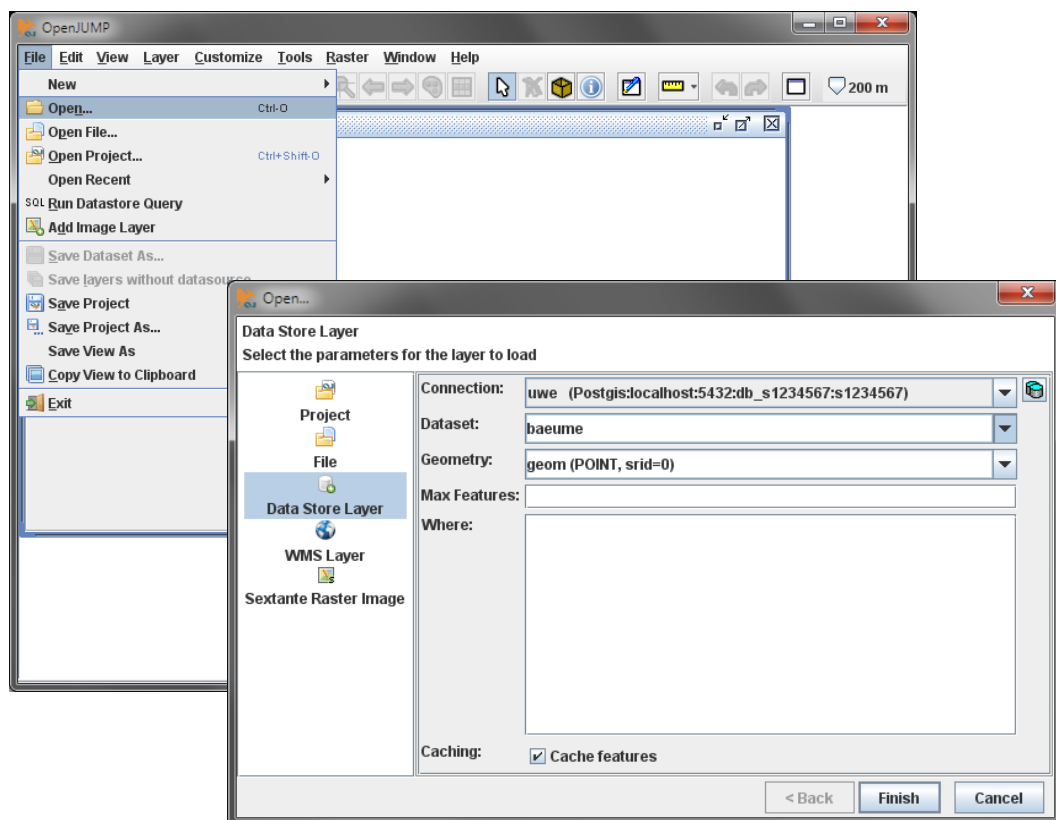 OpenJUMP
File Edit View Layer Customize Tools Raster Window Help
New
200 m
Open... Ctrl-O
Open File...
Open Project... Ctrl+Shift-O
Open Recent
SQL Run Datastore Query
Add Image Layer
Save Dataset As...
Save layers without datasource
Save Project
Save Project As...
Save View As
Copy View to Clipboard
Exit
Open...
Data Store Layer
Select the parameters for the layer to load
Project
File
Data Store Layer
WMS Layer
Sextante Raster Image
Connection: uwe (Postgis:localhost:5432:db_s1234567:s1234567)
Dataset: baeume
Geometry: geom (POINT, srid=0)
Max Features:
Where:
Caching: Cache features
< Back Finish Cancel